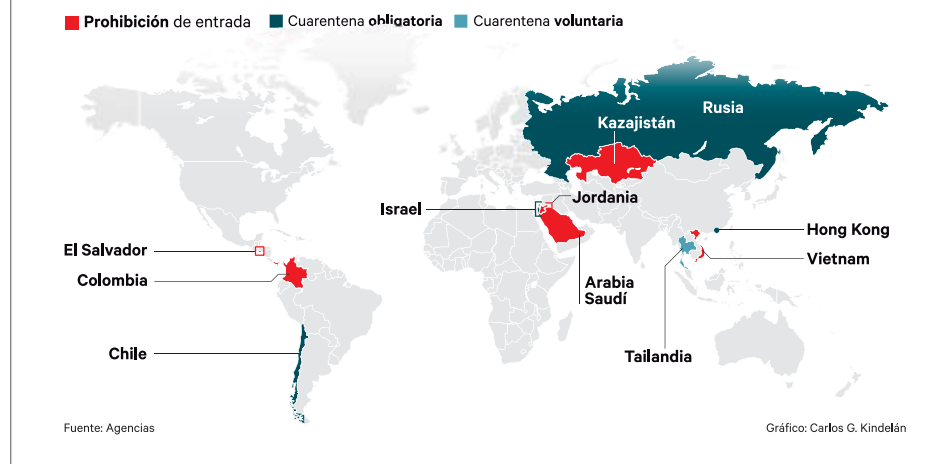 Prohibición de entrada Cuarentena obligatoria Cuarentena voluntaria
Rusia
Kazajistán
Jordania
Israel
El Salvador
Hong Kong
Colombia
Vietnam
Arabia
Saudí
Chile
Tailandia
Fuente: Agencias
Gráfico: Carlos G. Kindelán